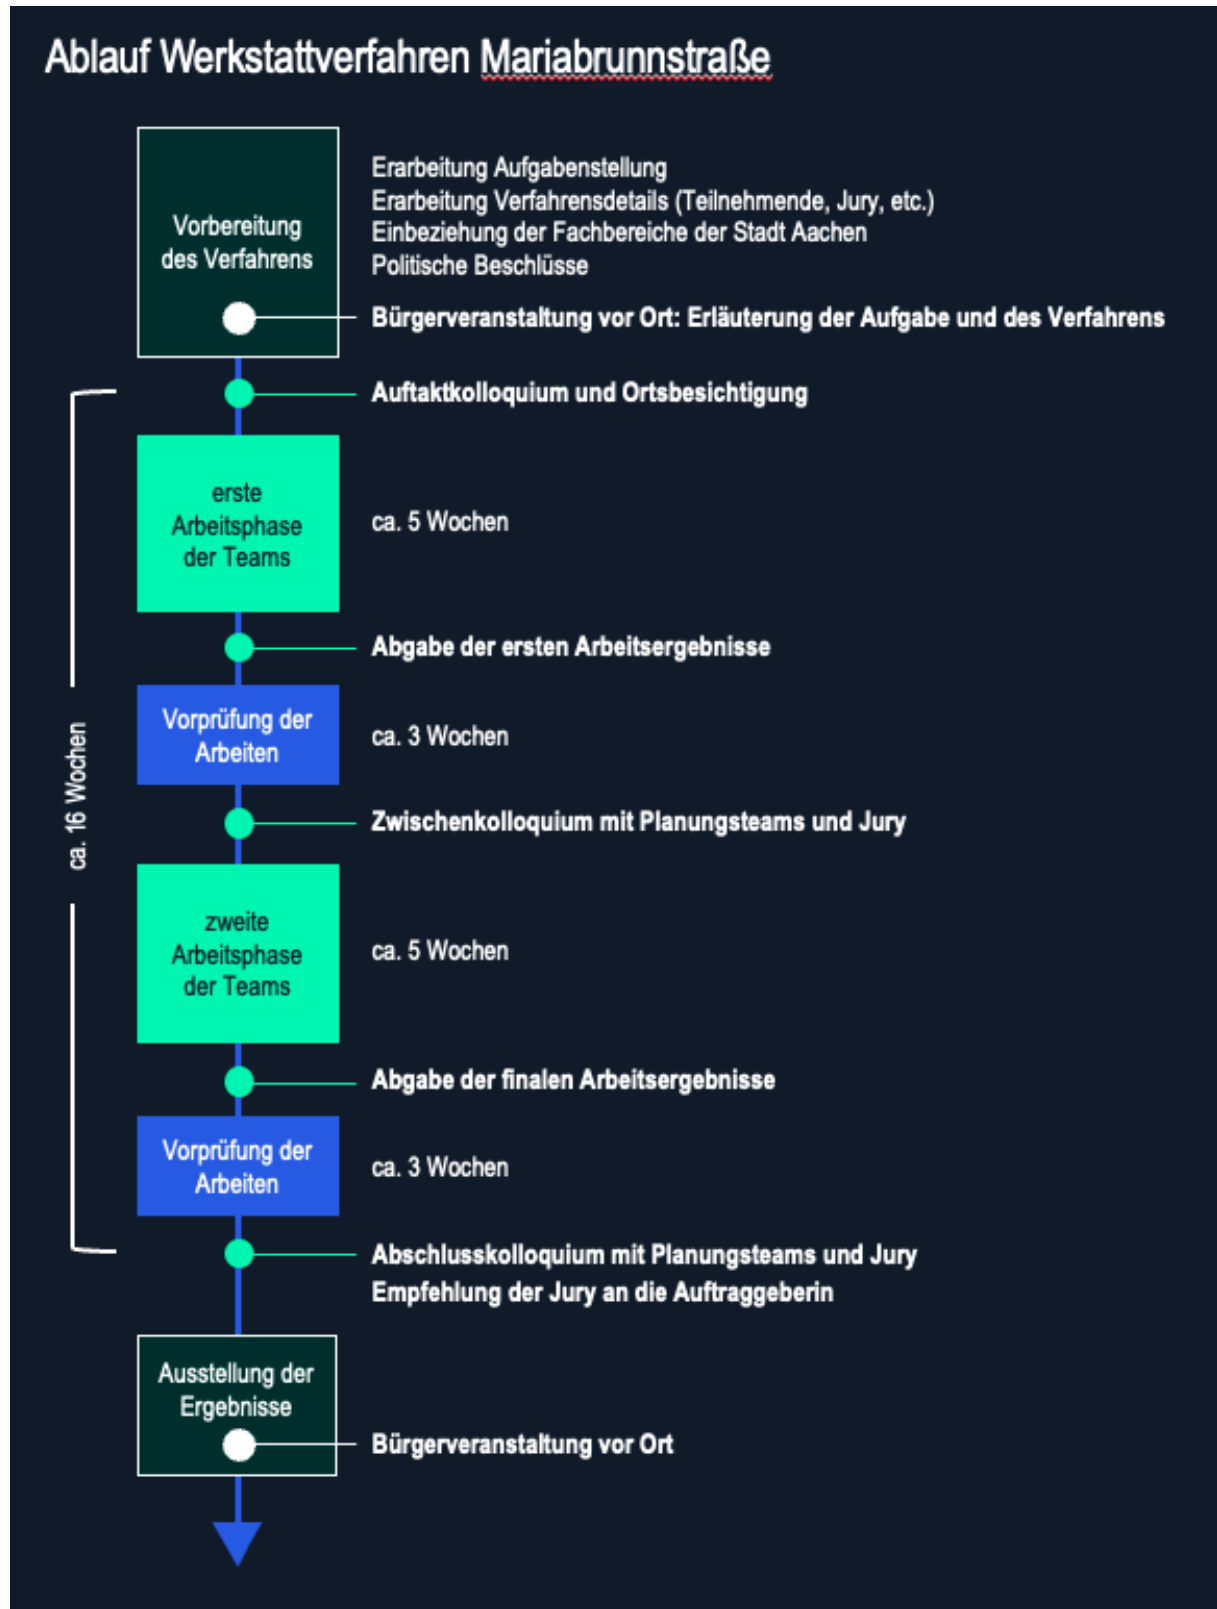 Ablauf Werkstattverfahren Mariabrunnstraße
Vorbereitung
des Verfahrens
Erarbeitung Aufgabenstellung
Erarbeitung Verfahrensdetails (Teilnehmende, Jury, etc.)
Einbeziehung der Fachbereiche der Stadt Aachen
Politische Beschlüsse
Bürgerveranstaltung vor Ort: Erläuterung der Aufgabe und des Verfahrens
Auftaktkolloquium und Ortsbesichtigung
ca. 16 Wochen
erste
Arbeitsphase
der Teams
ca. 5 Wochen
Abgabe der ersten Arbeitsergebnisse
Vorprüfung der
Arbeiten
ca. 3 Wochen
Zwischenkolloquium mit Planungsteams und Jury
zweite
Arbeitsphase
der Teams
ca. 5 Wochen
Abgabe der finalen Arbeitsergebnisse
Vorprüfung der
Arbeiten
ca. 3 Wochen
Abschlusskolloquium mit Planungsteams und Jury
Empfehlung der Jury an die Auftraggeberin
Ausstellung der
Ergebnisse
Bürgerveranstaltung vor Ort